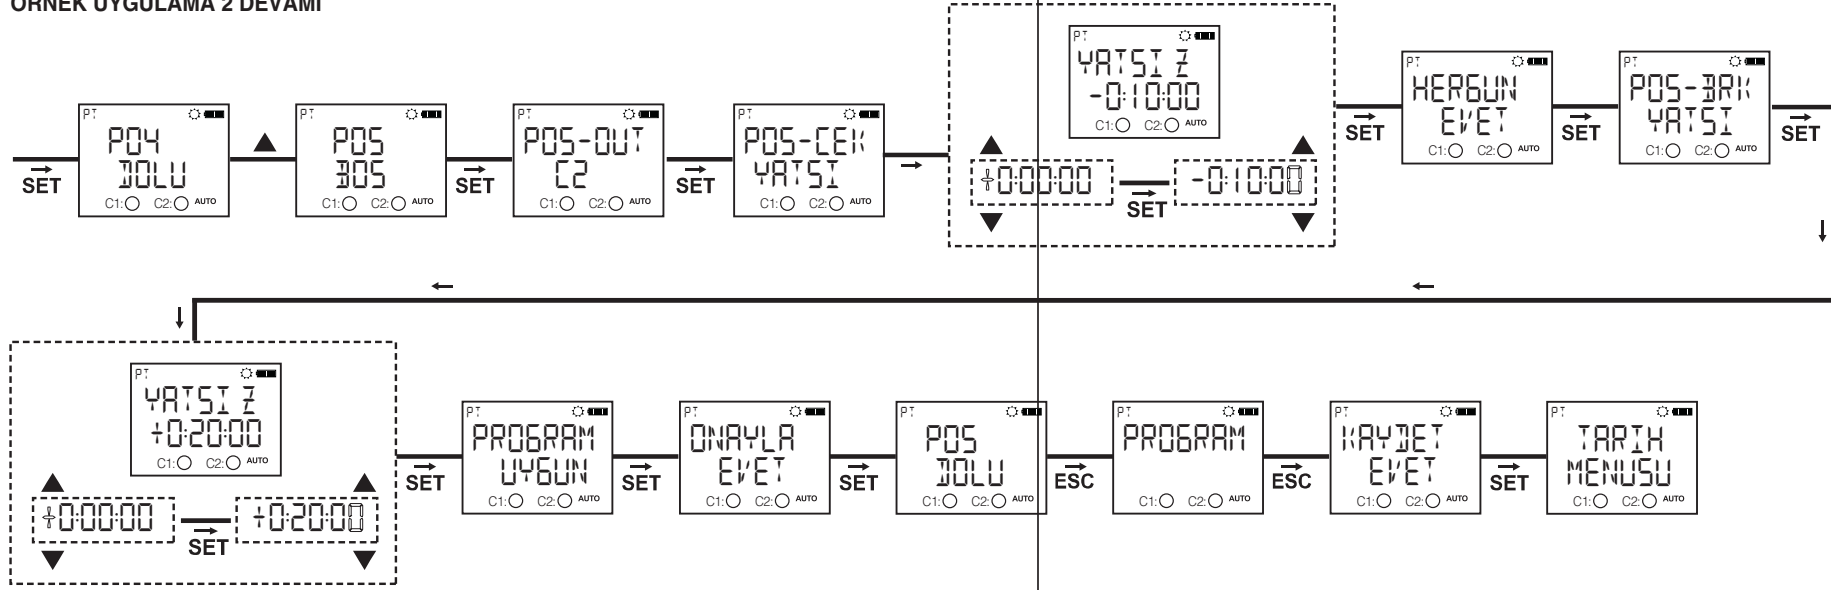 ÖRNEK UYGULAMA 2 DEVAMI
SET
PT
P04
DOLU
C1: C2: AUTO
PT
P05
BOS
C1: C2: AUTO
SET
PT
P05-OUT
C2
C1: C2: AUTO
SET
PT
P05-CEK
YATSI
C1: C2: AUTO
PT
YATSI Z
-0:10:00
C1: C2: AUTO
+0:00:00
SET
-0:10:00
SET
PT
HERGUN
EVET
C1: C2: AUTO
SET
PT
P05-BRK
YATSI
C1: C2: AUTO
SET
PT
YATSI Z
+0:20:00
C1: C2: AUTO
+0:00:00
SET
+0:20:00
SET
PT
PROGRAM
UYGUN
C1: C2: AUTO
SET
PT
ONAYLA
EVET
C1: C2: AUTO
SET
PT
P05
DOLU
C1: C2: AUTO
ESC
PT
PROGRAM
C1: C2: AUTO
ESC
PT
KAYDET
EVET
C1: C2: AUTO
SET
PT
TARIH
MENUSU
C1: C2: AUTO